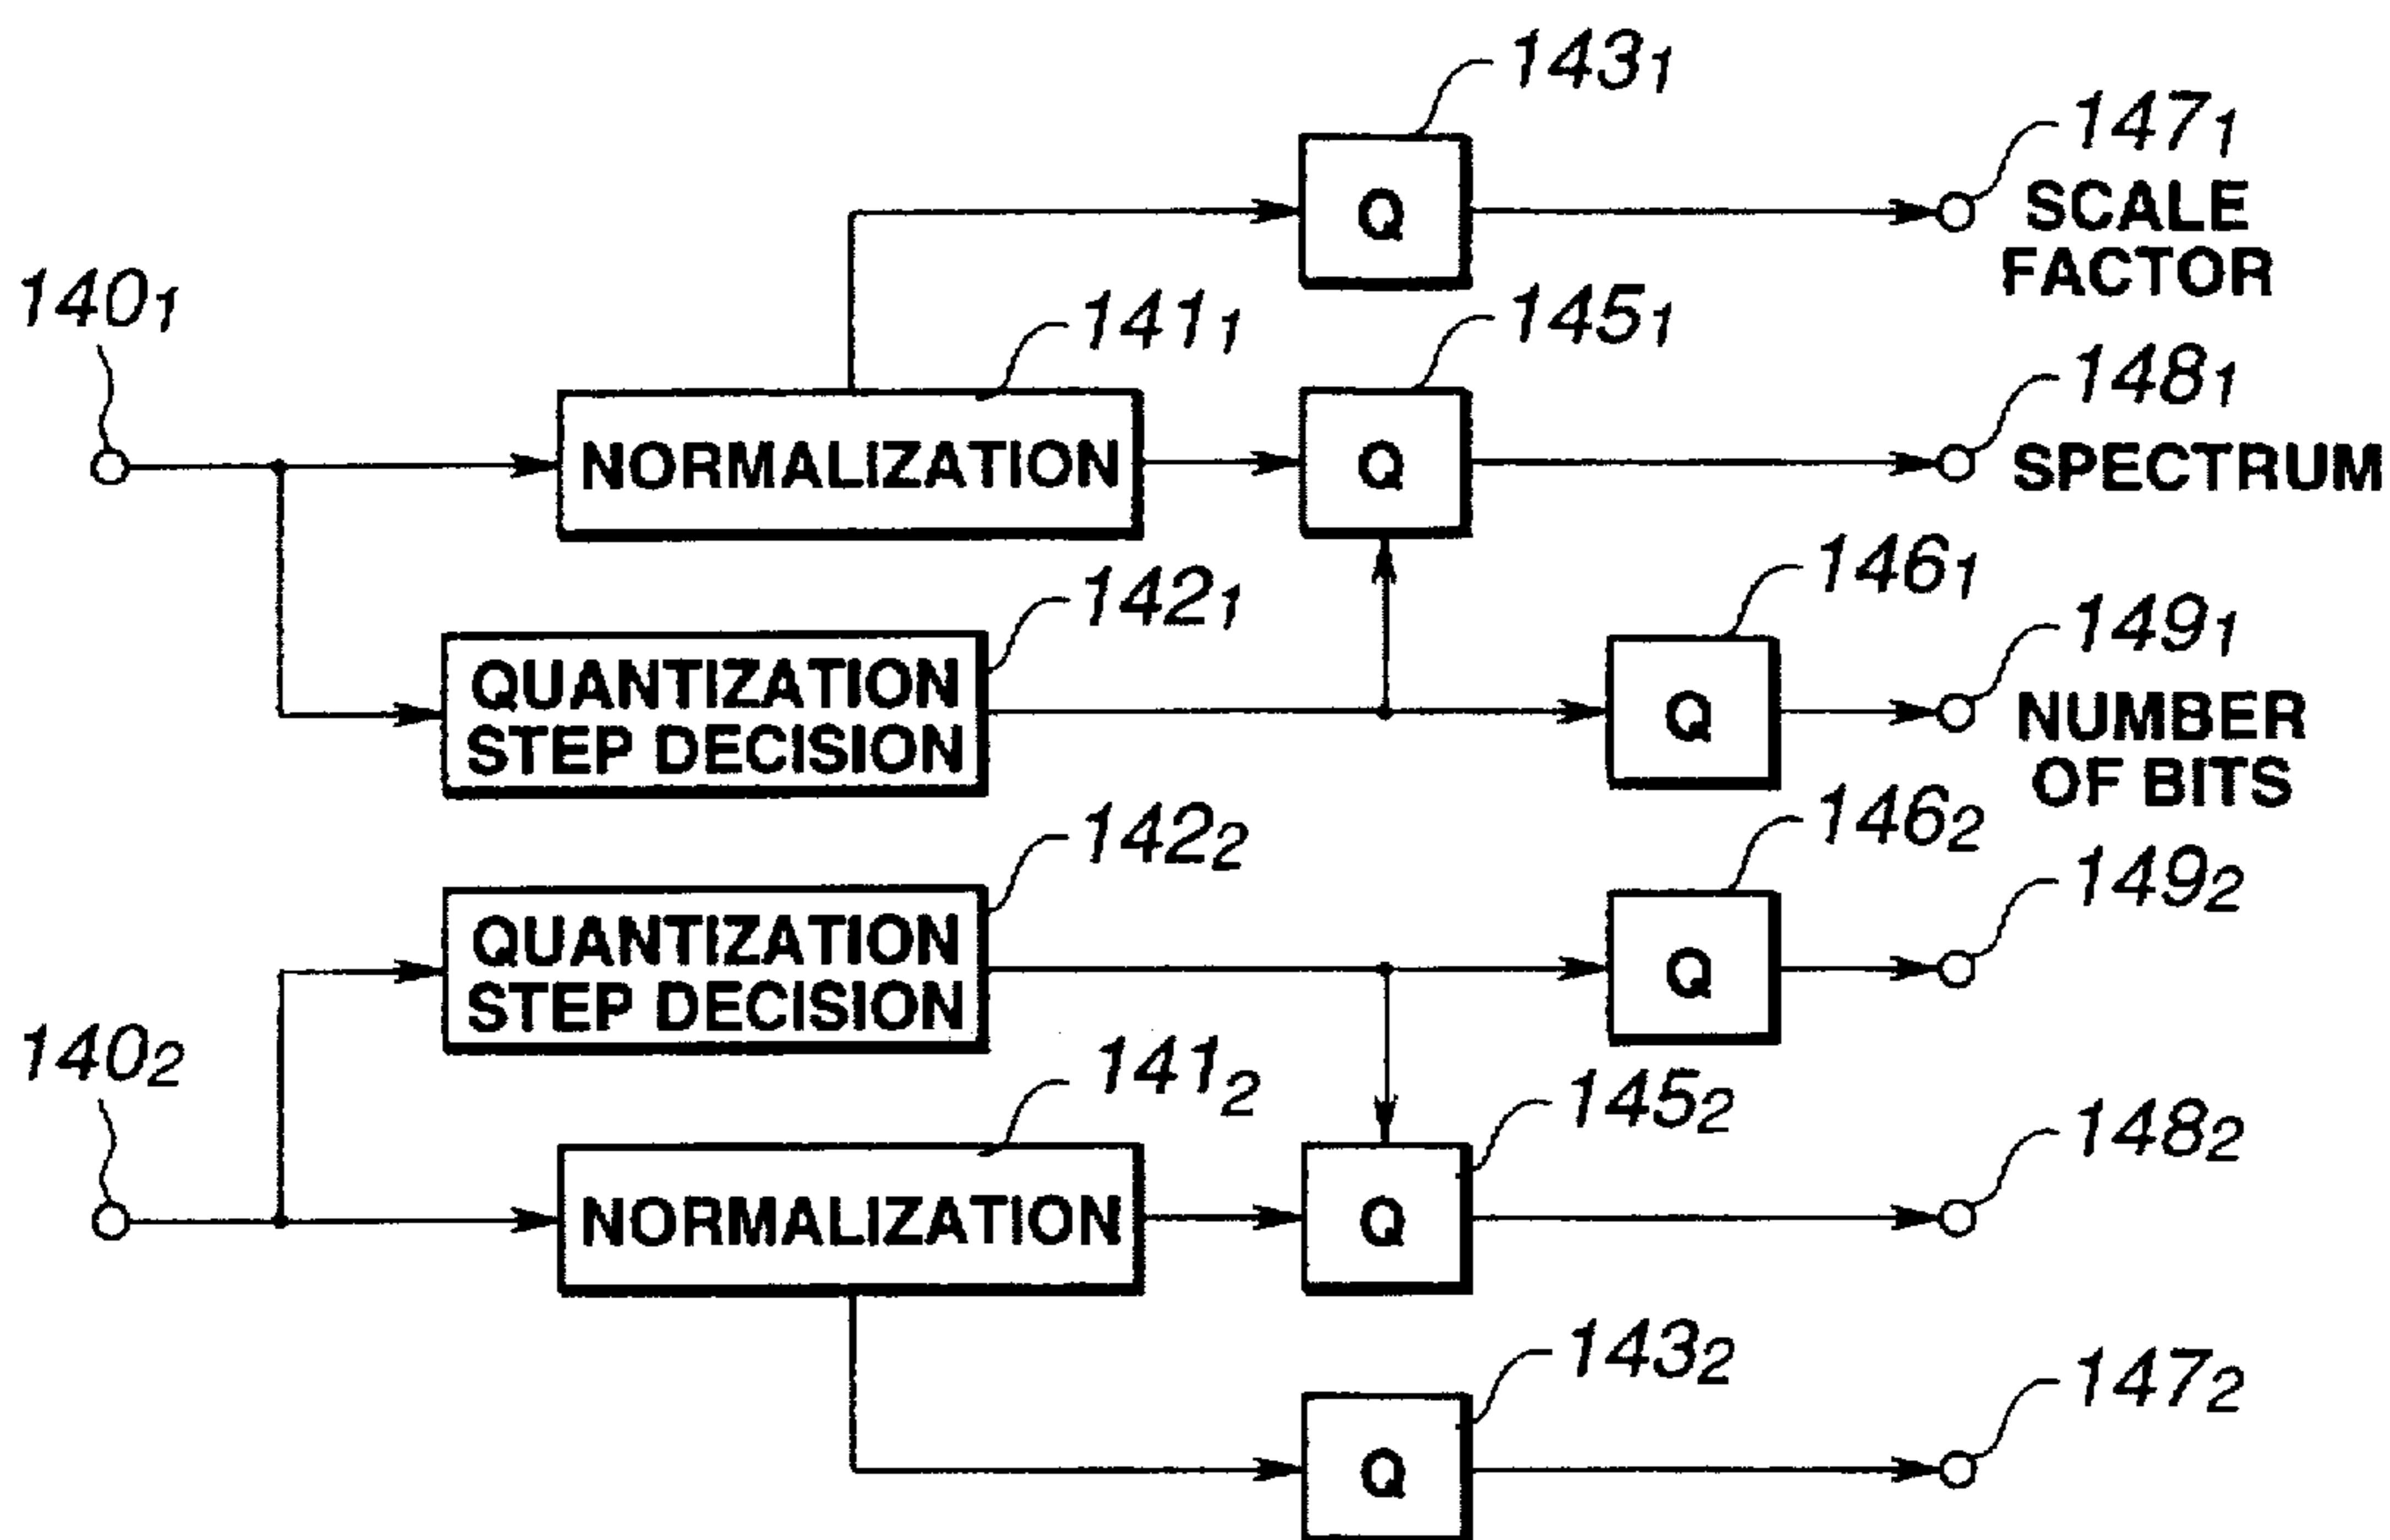 143₁
147₁
Q
SCALE
FACTOR
140₁
141₁
145₁
148₁
NORMALIZATION
Q
SPECTRUM
142₁
146₁
149₁
QUANTIZATION
STEP DECISION
Q
NUMBER
OF BITS
142₂
146₂
149₂
QUANTIZATION
STEP DECISION
Q
140₂
141₂
145₂
148₂
NORMALIZATION
Q
143₂
147₂
Q